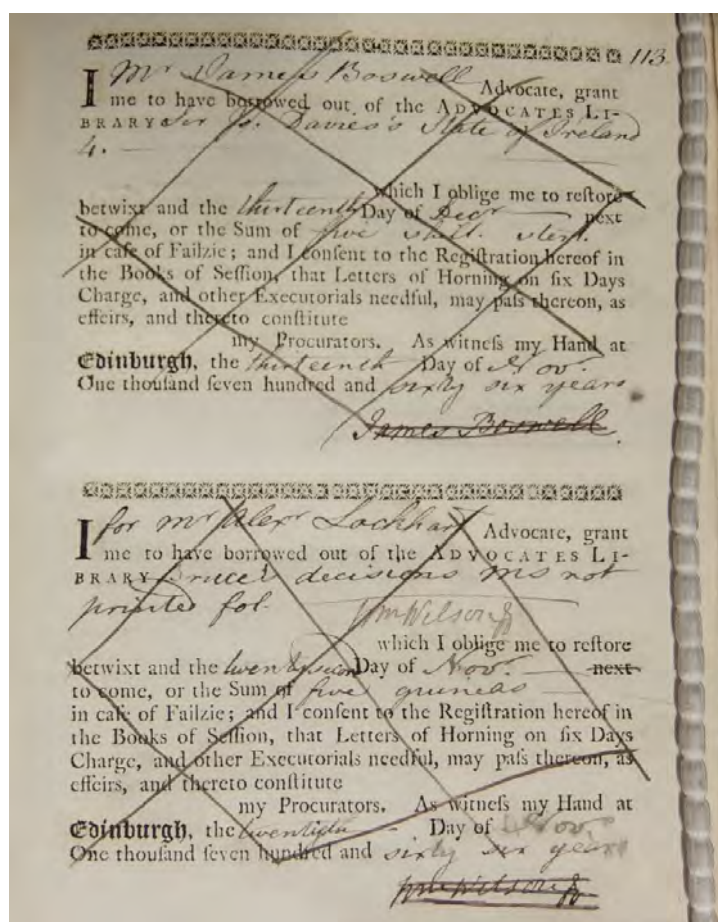 113
I Mr James Boswell Advocate, grant
me to have borrowed out of the ADVOCATES LI-
BRARY Sir Jo. Davies's State of Ireland
4. —
which I oblige me to reſtore
betwixt and the thirteenth Day of Decr next
to come, or the Sum of five shill. sterl.
in caſe of Failzie; and I conſent to the Regiſtration hereof in
the Books of Seſſion, that Letters of Horning on ſix Days
Charge, and other Executorials needful, may paſs thereon, as
effeirs, and thereto conſtitute
my Procurators. As witneſs my Hand at
Edinburgh, the thirteenth Day of Nov.
One thouſand ſeven hundred and sixty six years
James Boswell.
I for Mr Alexr Lockhart Advocate, grant
me to have borrowed out of the ADVOCATES LI-
BRARY Bruce's decisions ms not
printed fol. Wm Wilson
which I oblige me to reſtore
betwixt and the Day of Nov. next
to come, or the Sum of five guineas
in caſe of Failzie; and I conſent to the Regiſtration hereof in
the Books of Seſſion, that Letters of Horning on ſix Days
Charge, and other Executorials needful, may paſs thereon, as
effeirs, and thereto conſtitute
my Procurators. As witneſs my Hand at
Edinburgh, the twentieth Day of Nov.
One thouſand ſeven hundred and sixty six years
Wm Wilson